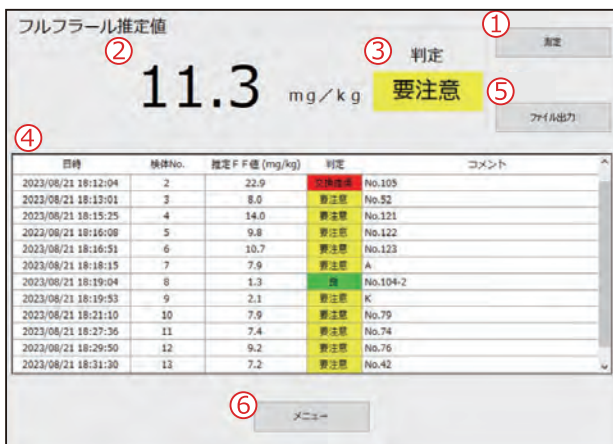 フルフラール推定値
①
測定
②
③
判定
11.3 mg／kg
要注意
⑤
ファイル出力
④
日時 検体No. 推定FF値(mg/kg) 判定 コメント
2023/08/21 18:12:04 2 22.9 交換推奨 No.105
2023/08/21 18:13:01 3 8.0 要注意 No.52
2023/08/21 18:15:25 4 14.0 要注意 No.121
2023/08/21 18:16:08 5 9.8 要注意 No.122
2023/08/21 18:16:51 6 10.7 要注意 No.123
2023/08/21 18:18:15 7 7.9 要注意 A
2023/08/21 18:19:04 8 1.3 良 No.104-2
2023/08/21 18:19:53 9 2.1 要注意 K
2023/08/21 18:21:10 10 7.9 要注意 No.79
2023/08/21 18:27:36 11 7.4 要注意 No.74
2023/08/21 18:29:50 12 9.2 要注意 No.76
2023/08/21 18:31:30 13 7.2 要注意 No.42
⑥
メニュー